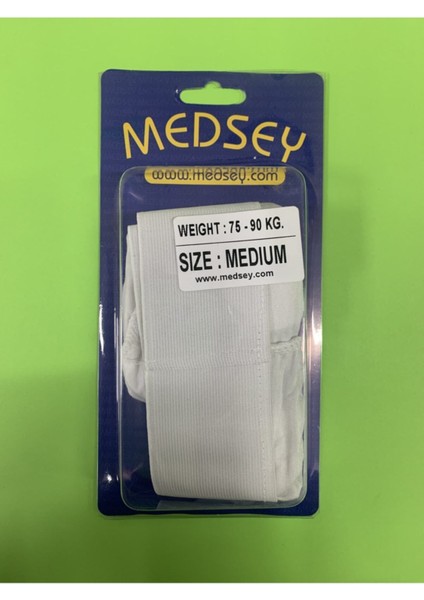 MEDSEY
www.medsey.com
WEIGHT : 75 - 90 KG.
SIZE : MEDIUM
www.medsey.com